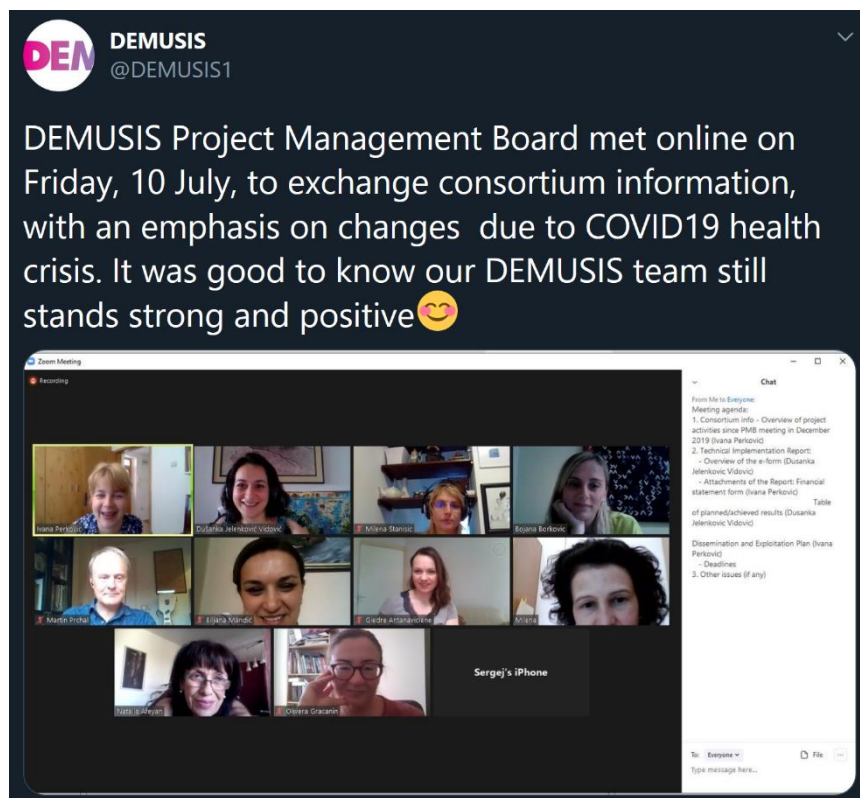 DEM
DEMUSIS
@DEMUSIS1
DEMUSIS Project Management Board met online on
Friday, 10 July, to exchange consortium information,
with an emphasis on changes  due to COVID19 health
crisis. It was good to know our DEMUSIS team still
stands strong and positive😊
Zoom Meeting
Recording
Ivana Perkovic
Dušanka Jelenković Vidović
Milena Stanisic
Bojana Borkovic
Martin Prchal
Biljana Mandic
Giedre Antanaviciene
Milena
Natalia Afeyan
Olivera Gracanin
Sergej's iPhone
Chat
From Me to Everyone:
Meeting agenda:
1. Consortium info - Overview of project
activities since PMB meeting in December
2019 (Ivana Perkovic)
2. Technical Implementation Report:
- Overview of the e-form (Dusanka
Jelenkovic Vidovic)
- Attachments of the Report: Financial
statement form (Ivana Perkovic)
Table
of planned/achieved results (Dusanka
Jelenkovic Vidovic)
Dissemination and Exploitation Plan (Ivana
Perkovic)
- Deadlines
3. Other issues (if any)
To: Everyone
File
Type message here...